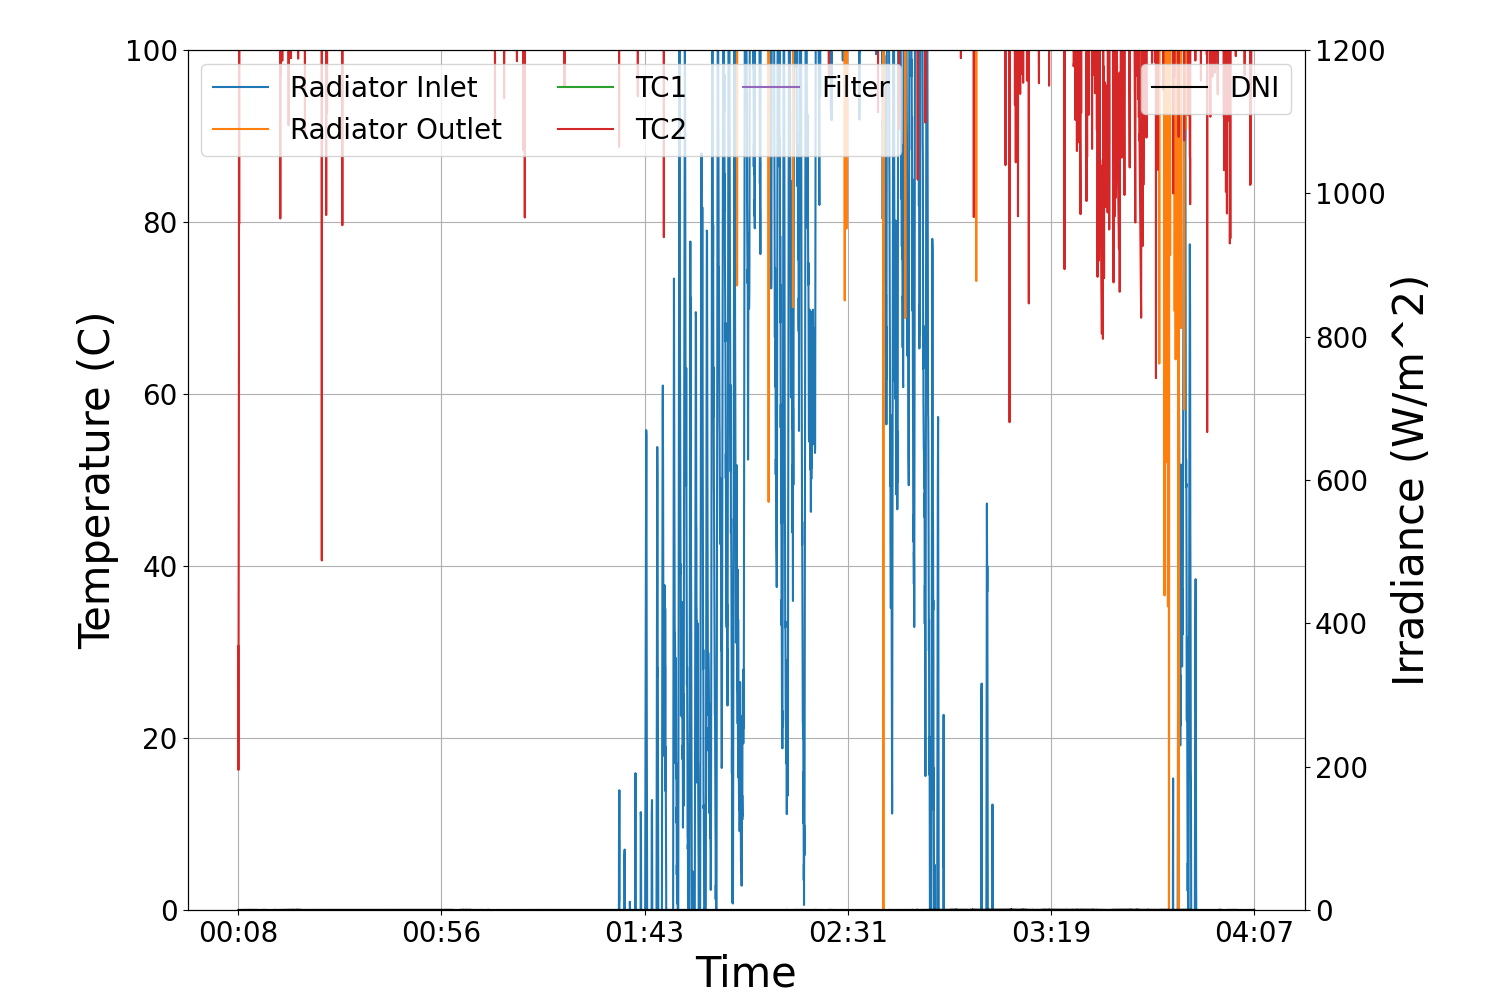 100
80
60
40
20
0
Temperature (C)
Radiator Inlet
Radiator Outlet
TC1
TC2
Filter
DNI
1200
1000
800
600
400
200
0
Irradiance (W/m^2)
00:08
00:56
01:43
02:31
03:19
04:07
Time